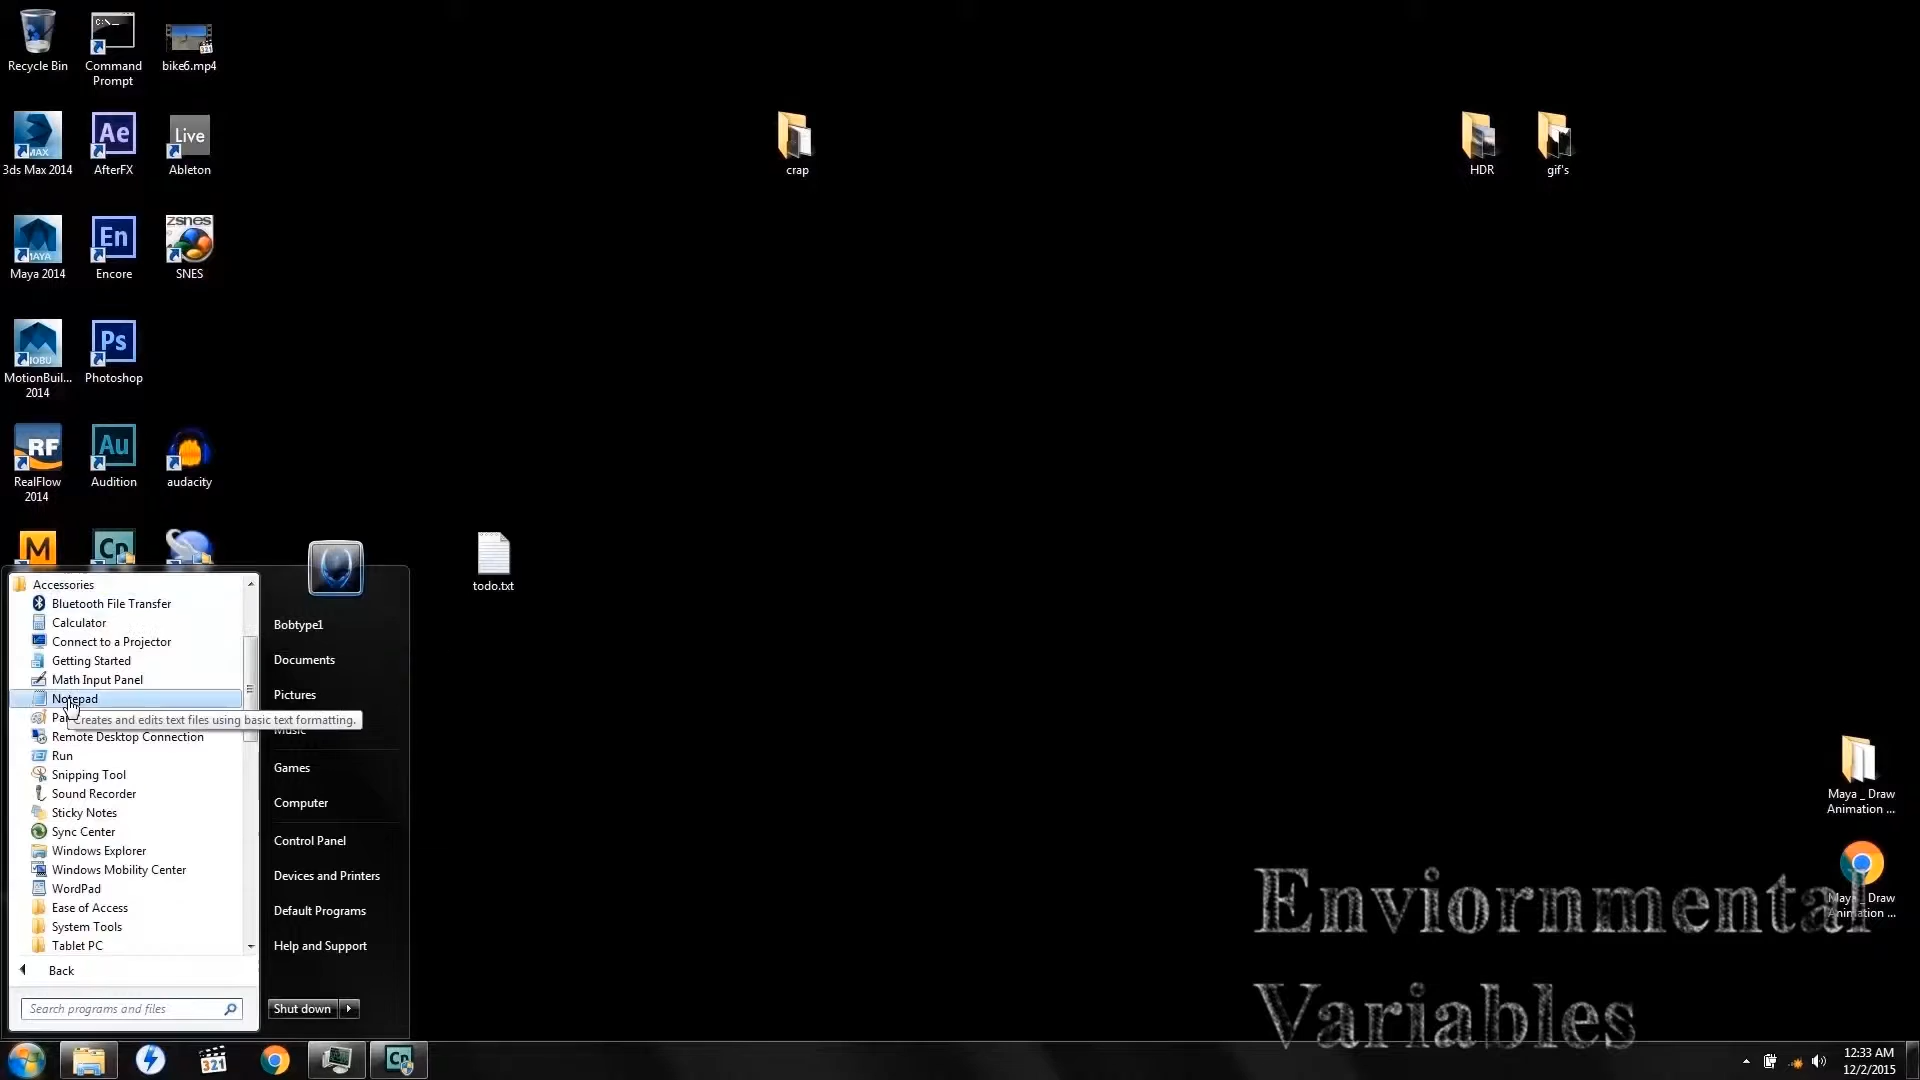 Recycle Bin
Command
Prompt
bike6.mp4
3ds Max 2014
AfterFX
Ableton
crap
HDR
gif's
Maya 2014
Encore
SNES
MotionBuil...
2014
Photoshop
RealFlow
2014
Audition
audacity
todo.txt
Accessories
Bluetooth File Transfer
Calculator
Connect to a Projector
Getting Started
Math Input Panel
Notepad
Creates and edits text files using basic text formatting.
Remote Desktop Connection
Run
Snipping Tool
Sound Recorder
Sticky Notes
Sync Center
Windows Explorer
Windows Mobility Center
WordPad
Ease of Access
System Tools
Tablet PC
Back
Search programs and files
Bobtype1
Documents
Pictures
Music
Games
Computer
Control Panel
Devices and Printers
Default Programs
Help and Support
Shut down
Maya _ Draw
Animation ...
Maya _ Draw
Animation ...
Enviornmental
Variables
12:33 AM
12/2/2015